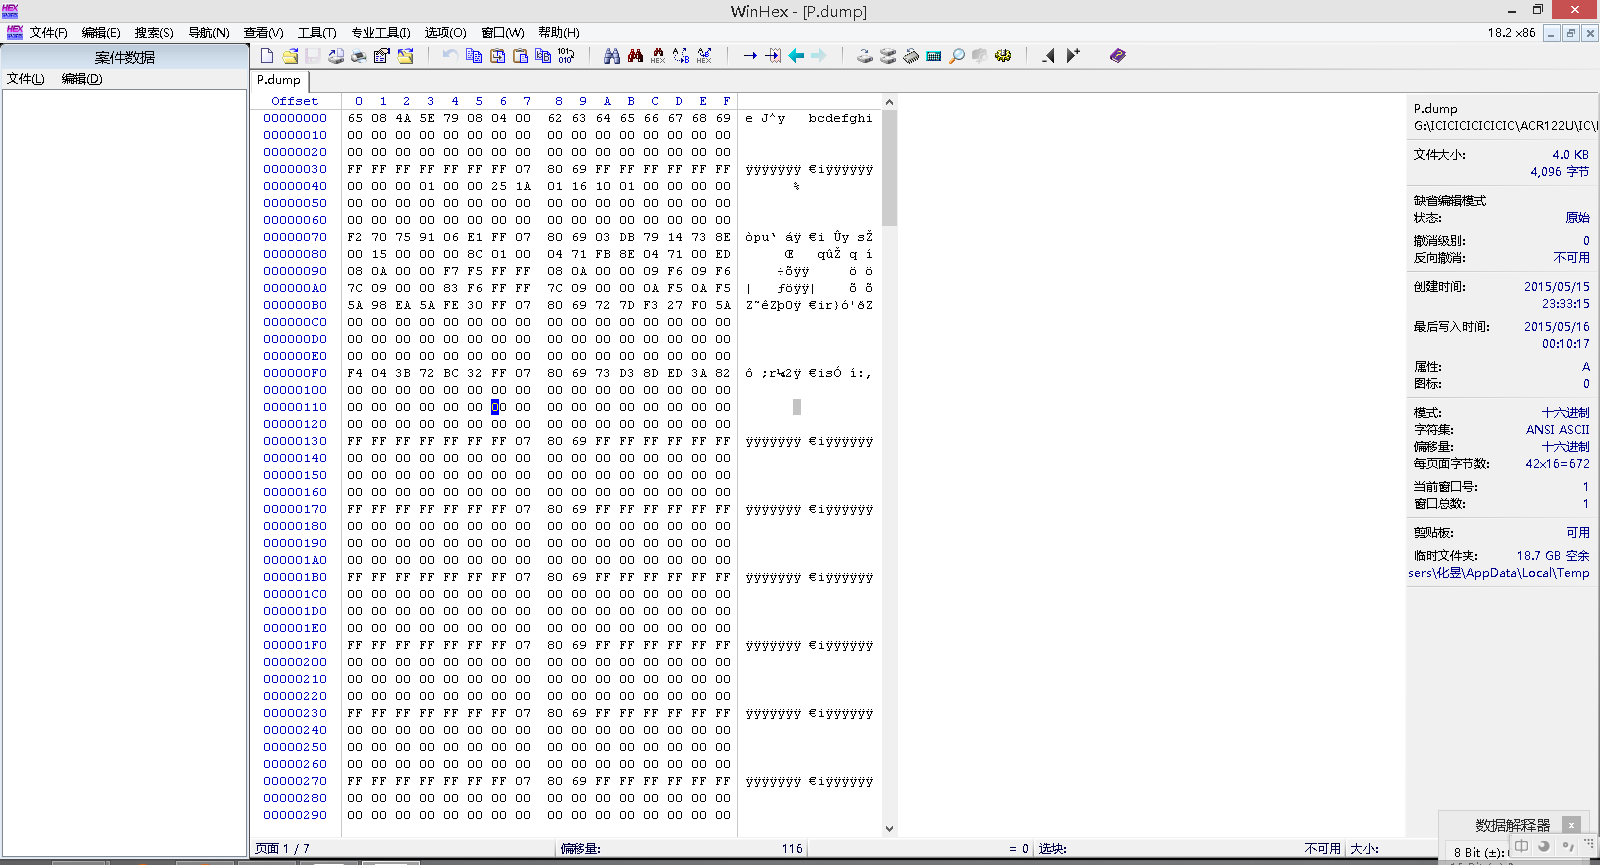 WinHex - [P.dump]
文件(F) 编辑(E) 搜索(S) 导航(N) 查看(V) 工具(T) 专业工具(I) 选项(O) 窗口(W) 帮助(H) 18.2 x86
案件数据
文件(L) 编辑(D)
P.dump
Offset 0 1 2 3 4 5 6 7 8 9 A B C D E F
00000000 65 08 4A 5E 79 08 04 00 62 63 64 65 66 67 68 69 e J^y bcdefghi
00000010 00 00 00 00 00 00 00 00 00 00 00 00 00 00 00 00
00000020 00 00 00 00 00 00 00 00 00 00 00 00 00 00 00 00
00000030 FF FF FF FF FF FF FF 07 80 69 FF FF FF FF FF FF ÿÿÿÿÿÿÿ €iÿÿÿÿÿÿ
00000040 00 00 00 01 00 00 25 1A 01 16 10 01 00 00 00 00 %
00000050 00 00 00 00 00 00 00 00 00 00 00 00 00 00 00 00
00000060 00 00 00 00 00 00 00 00 00 00 00 00 00 00 00 00
00000070 F2 70 75 91 06 E1 FF 07 80 69 03 DB 79 14 73 8E òpu‘ áÿ €i Ûy sŽ
00000080 00 15 00 00 00 8C 01 00 04 71 FB 8E 04 71 00 ED Œ qûŽ q í
00000090 08 0A 00 00 F7 F5 FF FF 08 0A 00 00 09 F6 09 F6 ÷õÿÿ ö ö
000000A0 7C 09 00 00 83 F6 FF FF 7C 09 00 00 0A F5 0A F5 | ƒöÿÿ| õ õ
000000B0 5A 98 EA 5A FE 30 FF 07 80 69 72 7D F3 27 F0 5A Z˜êZþ0ÿ €ir}ó'ðZ
000000C0 00 00 00 00 00 00 00 00 00 00 00 00 00 00 00 00
000000D0 00 00 00 00 00 00 00 00 00 00 00 00 00 00 00 00
000000E0 00 00 00 00 00 00 00 00 00 00 00 00 00 00 00 00
000000F0 F4 04 3B 72 BC 32 FF 07 80 69 73 D3 8D ED 3A 82 ô ;r¼2ÿ €isÓ í:‚
00000100 00 00 00 00 00 00 00 00 00 00 00 00 00 00 00 00
00000110 00 00 00 00 00 00 00 00 00 00 00 00 00 00 00 00
00000120 00 00 00 00 00 00 00 00 00 00 00 00 00 00 00 00
00000130 FF FF FF FF FF FF FF 07 80 69 FF FF FF FF FF FF ÿÿÿÿÿÿÿ €iÿÿÿÿÿÿ
00000140 00 00 00 00 00 00 00 00 00 00 00 00 00 00 00 00
00000150 00 00 00 00 00 00 00 00 00 00 00 00 00 00 00 00
00000160 00 00 00 00 00 00 00 00 00 00 00 00 00 00 00 00
00000170 FF FF FF FF FF FF FF 07 80 69 FF FF FF FF FF FF ÿÿÿÿÿÿÿ €iÿÿÿÿÿÿ
00000180 00 00 00 00 00 00 00 00 00 00 00 00 00 00 00 00
00000190 00 00 00 00 00 00 00 00 00 00 00 00 00 00 00 00
000001A0 00 00 00 00 00 00 00 00 00 00 00 00 00 00 00 00
000001B0 FF FF FF FF FF FF FF 07 80 69 FF FF FF FF FF FF ÿÿÿÿÿÿÿ €iÿÿÿÿÿÿ
000001C0 00 00 00 00 00 00 00 00 00 00 00 00 00 00 00 00
000001D0 00 00 00 00 00 00 00 00 00 00 00 00 00 00 00 00
000001E0 00 00 00 00 00 00 00 00 00 00 00 00 00 00 00 00
000001F0 FF FF FF FF FF FF FF 07 80 69 FF FF FF FF FF FF ÿÿÿÿÿÿÿ €iÿÿÿÿÿÿ
00000200 00 00 00 00 00 00 00 00 00 00 00 00 00 00 00 00
00000210 00 00 00 00 00 00 00 00 00 00 00 00 00 00 00 00
00000220 00 00 00 00 00 00 00 00 00 00 00 00 00 00 00 00
00000230 FF FF FF FF FF FF FF 07 80 69 FF FF FF FF FF FF ÿÿÿÿÿÿÿ €iÿÿÿÿÿÿ
00000240 00 00 00 00 00 00 00 00 00 00 00 00 00 00 00 00
00000250 00 00 00 00 00 00 00 00 00 00 00 00 00 00 00 00
00000260 00 00 00 00 00 00 00 00 00 00 00 00 00 00 00 00
00000270 FF FF FF FF FF FF FF 07 80 69 FF FF FF FF FF FF ÿÿÿÿÿÿÿ €iÿÿÿÿÿÿ
00000280 00 00 00 00 00 00 00 00 00 00 00 00 00 00 00 00
00000290 00 00 00 00 00 00 00 00 00 00 00 00 00 00 00 00
P.dump
G:\ICICICICICICIC\ACR122U\IC\
文件大小: 4.0 KB
4,096 字节
缺省编辑模式
状态: 原始
撤消级别: 0
反向撤消: 不可用
创建时间: 2015/05/15
23:33:15
最后写入时间: 2015/05/16
00:10:17
属性: A
图标: 0
模式: 十六进制
字符集: ANSI ASCII
偏移量: 十六进制
每页面字节数: 42x16=672
当前窗口号: 1
窗口总数: 1
剪贴板: 可用
临时文件夹: 18.7 GB 空余
sers\化昱\AppData\Local\Temp
数据解释器
8 Bit (±):
页面 1 / 7 偏移量: 116 = 0 选块: 不可用 大小: